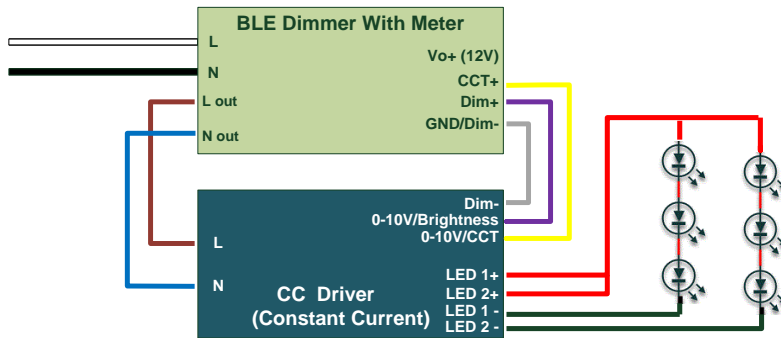 BLE Dimmer With Meter
L
N
L out
N out
Vo+ (12V)
CCT+
Dim+
GND/Dim-
Dim-
0-10V/Brightness
0-10V/CCT
L
N
CC Driver
(Constant Current)
LED 1+
LED 2+
LED 1 -
LED 2 -